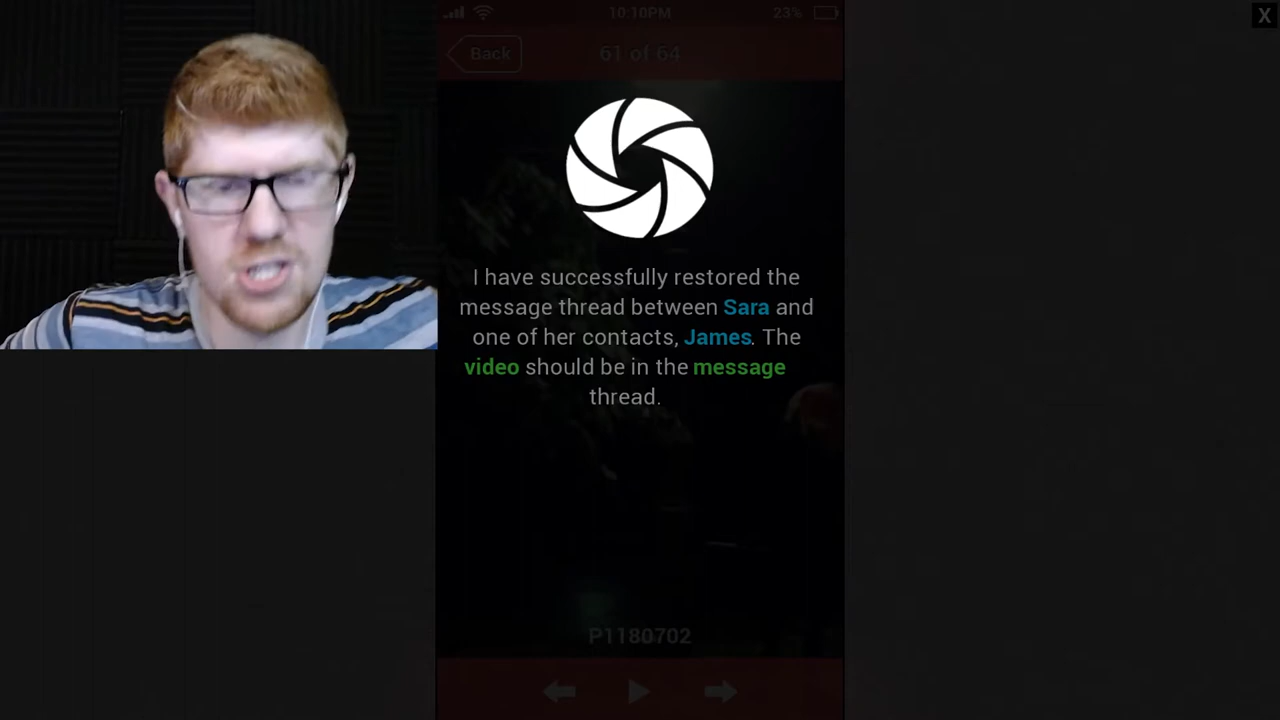 10:10PM
23%
X
Back
61 of 64
I have successfully restored the
message thread between Sara and
one of her contacts, James. The
video should be in the message
thread.
P1180702